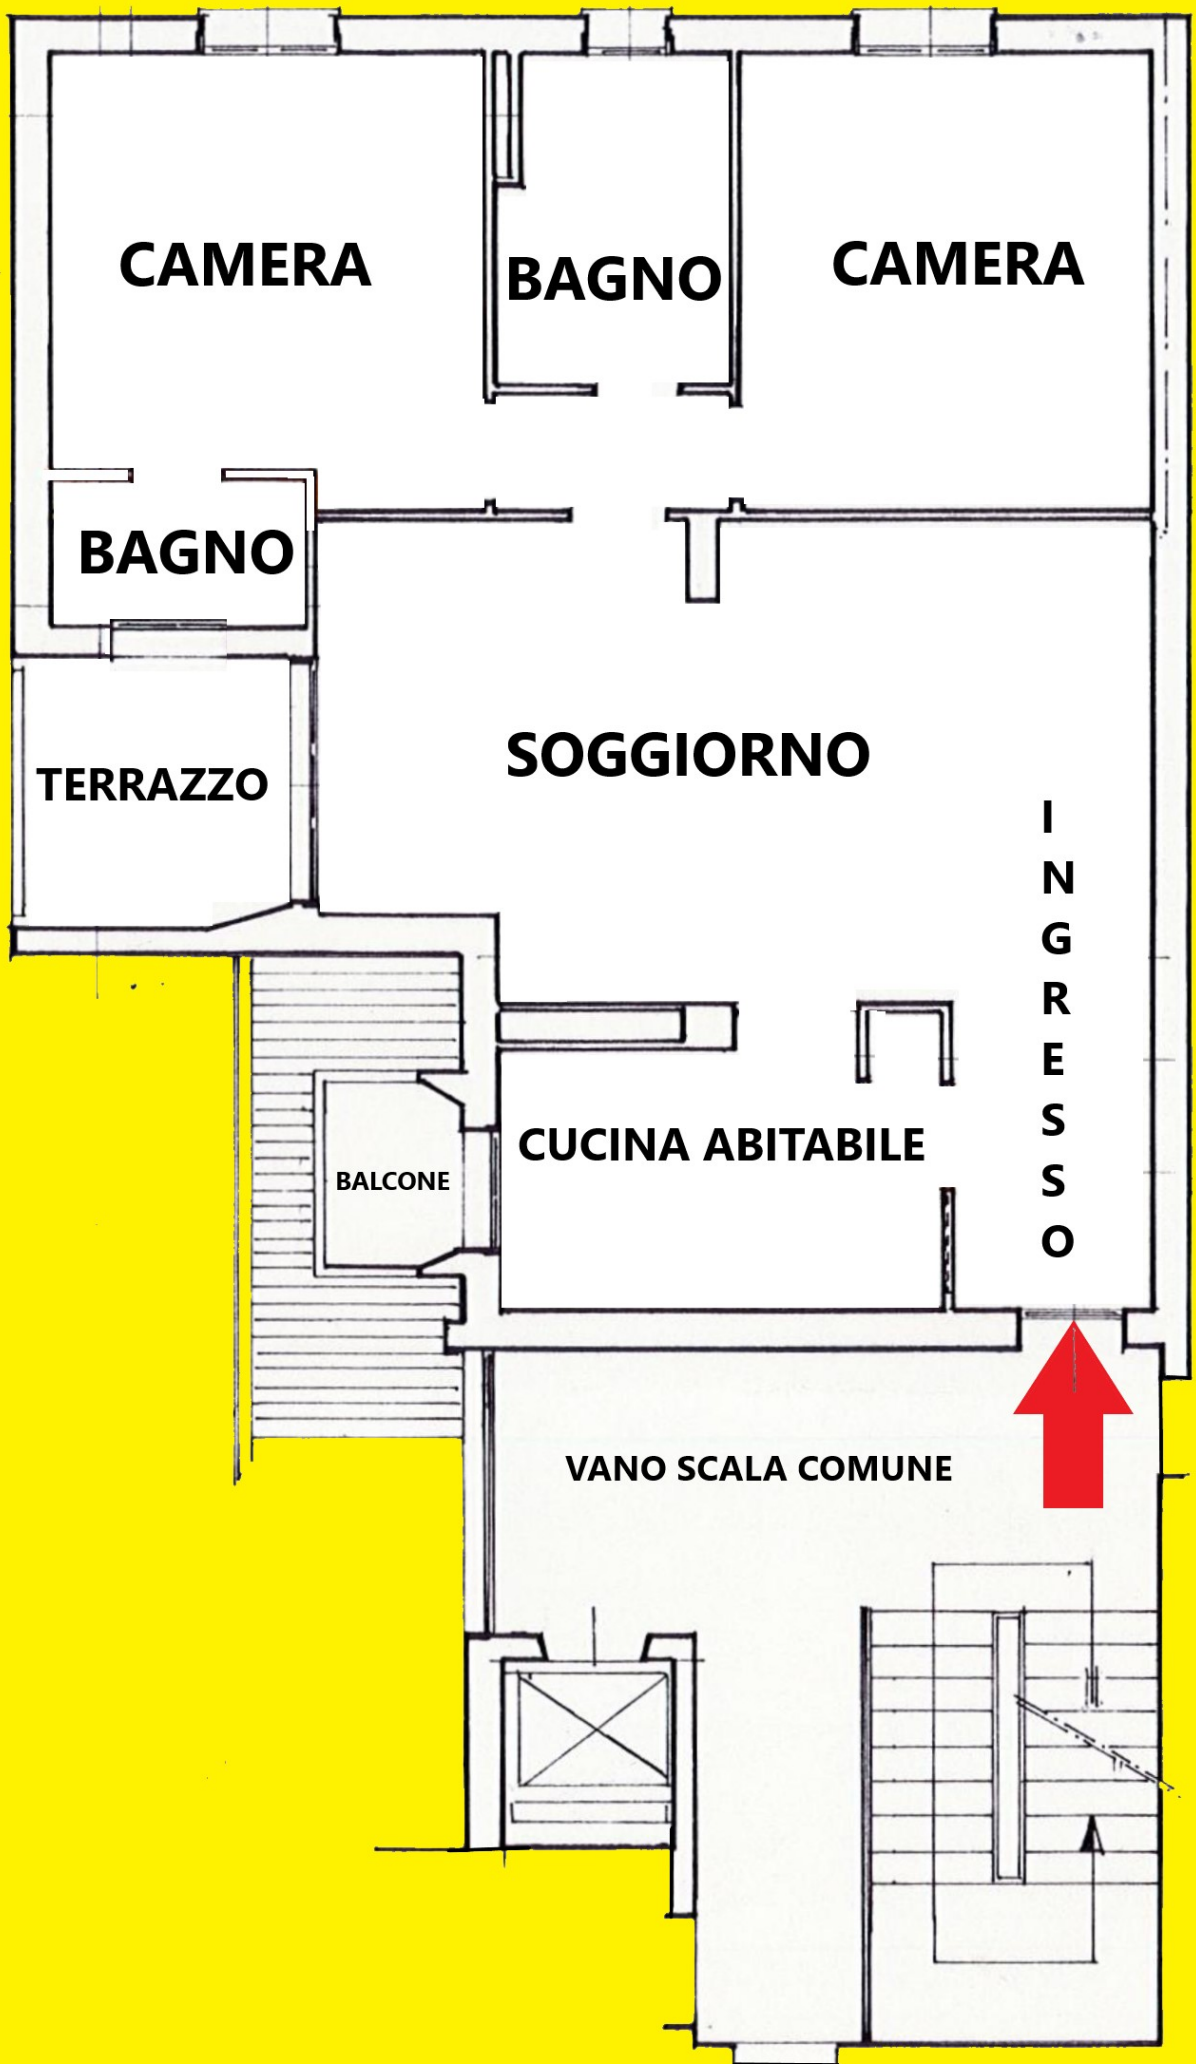 CAMERA
BAGNO
CAMERA
BAGNO
SOGGIORNO
TERRAZZO
INGRESSO
CUCINA ABITABILE
BALCONE
VANO SCALA COMUNE